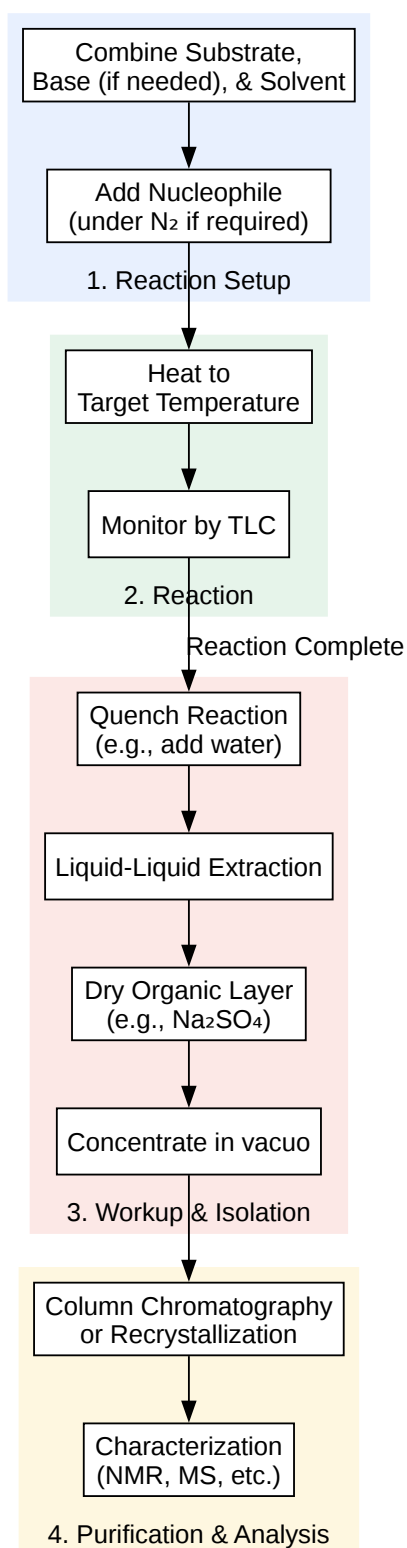 Combine Substrate,
Base (if needed), & Solvent
Add Nucleophile
(under N₂ if required)
1. Reaction Setup
Heat to
Target Temperature
Monitor by TLC
2. Reaction
Reaction Complete
Quench Reaction
(e.g., add water)
Liquid-Liquid Extraction
Dry Organic Layer
(e.g., Na₂SO₄)
Concentrate in vacuo
3. Workup & Isolation
Column Chromatography
or Recrystallization
Characterization
(NMR, MS, etc.)
4. Purification & Analysis